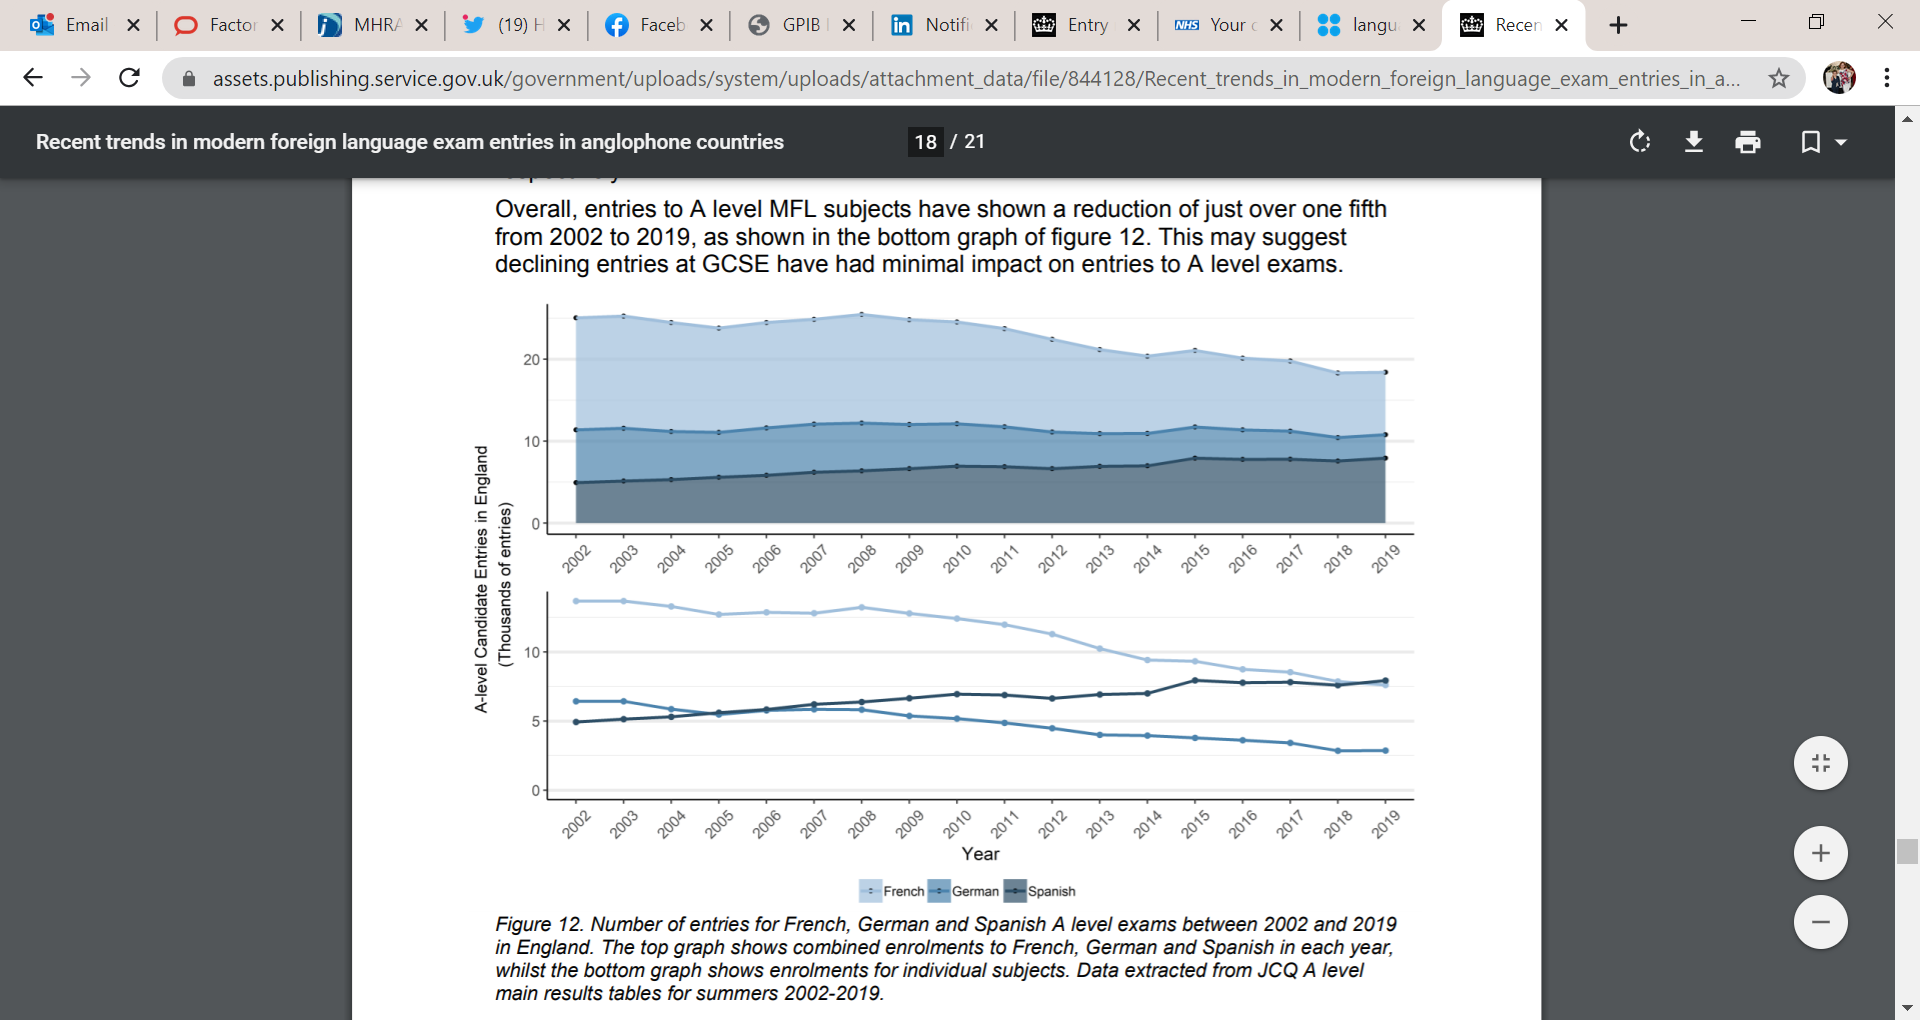 Email
Factor
MHRA
(19) H
Faceb
GPIB
Notifi
Entry
NHS Your
langu
Recen
assets.publishing.service.gov.uk/government/uploads/system/uploads/attachment_data/file/844128/Recent_trends_in_modern_foreign_language_exam_entries_in_a...
Recent trends in modern foreign language exam entries in anglophone countries
18 / 21
Overall, entries to A level MFL subjects have shown a reduction of just over one fifth
from 2002 to 2019, as shown in the bottom graph of figure 12. This may suggest
declining entries at GCSE have had minimal impact on entries to A level exams.
A-level Candidate Entries in England
(Thousands of entries)
20
10
0
2002 2003 2004 2005 2006 2007 2008 2009 2010 2011 2012 2013 2014 2015 2016 2017 2018 2019
10
5
0
2002 2003 2004 2005 2006 2007 2008 2009 2010 2011 2012 2013 2014 2015 2016 2017 2018 2019
Year
French German Spanish
Figure 12. Number of entries for French, German and Spanish A level exams between 2002 and 2019
in England. The top graph shows combined enrolments to French, German and Spanish in each year,
whilst the bottom graph shows enrolments for individual subjects. Data extracted from JCQ A level
main results tables for summers 2002-2019.